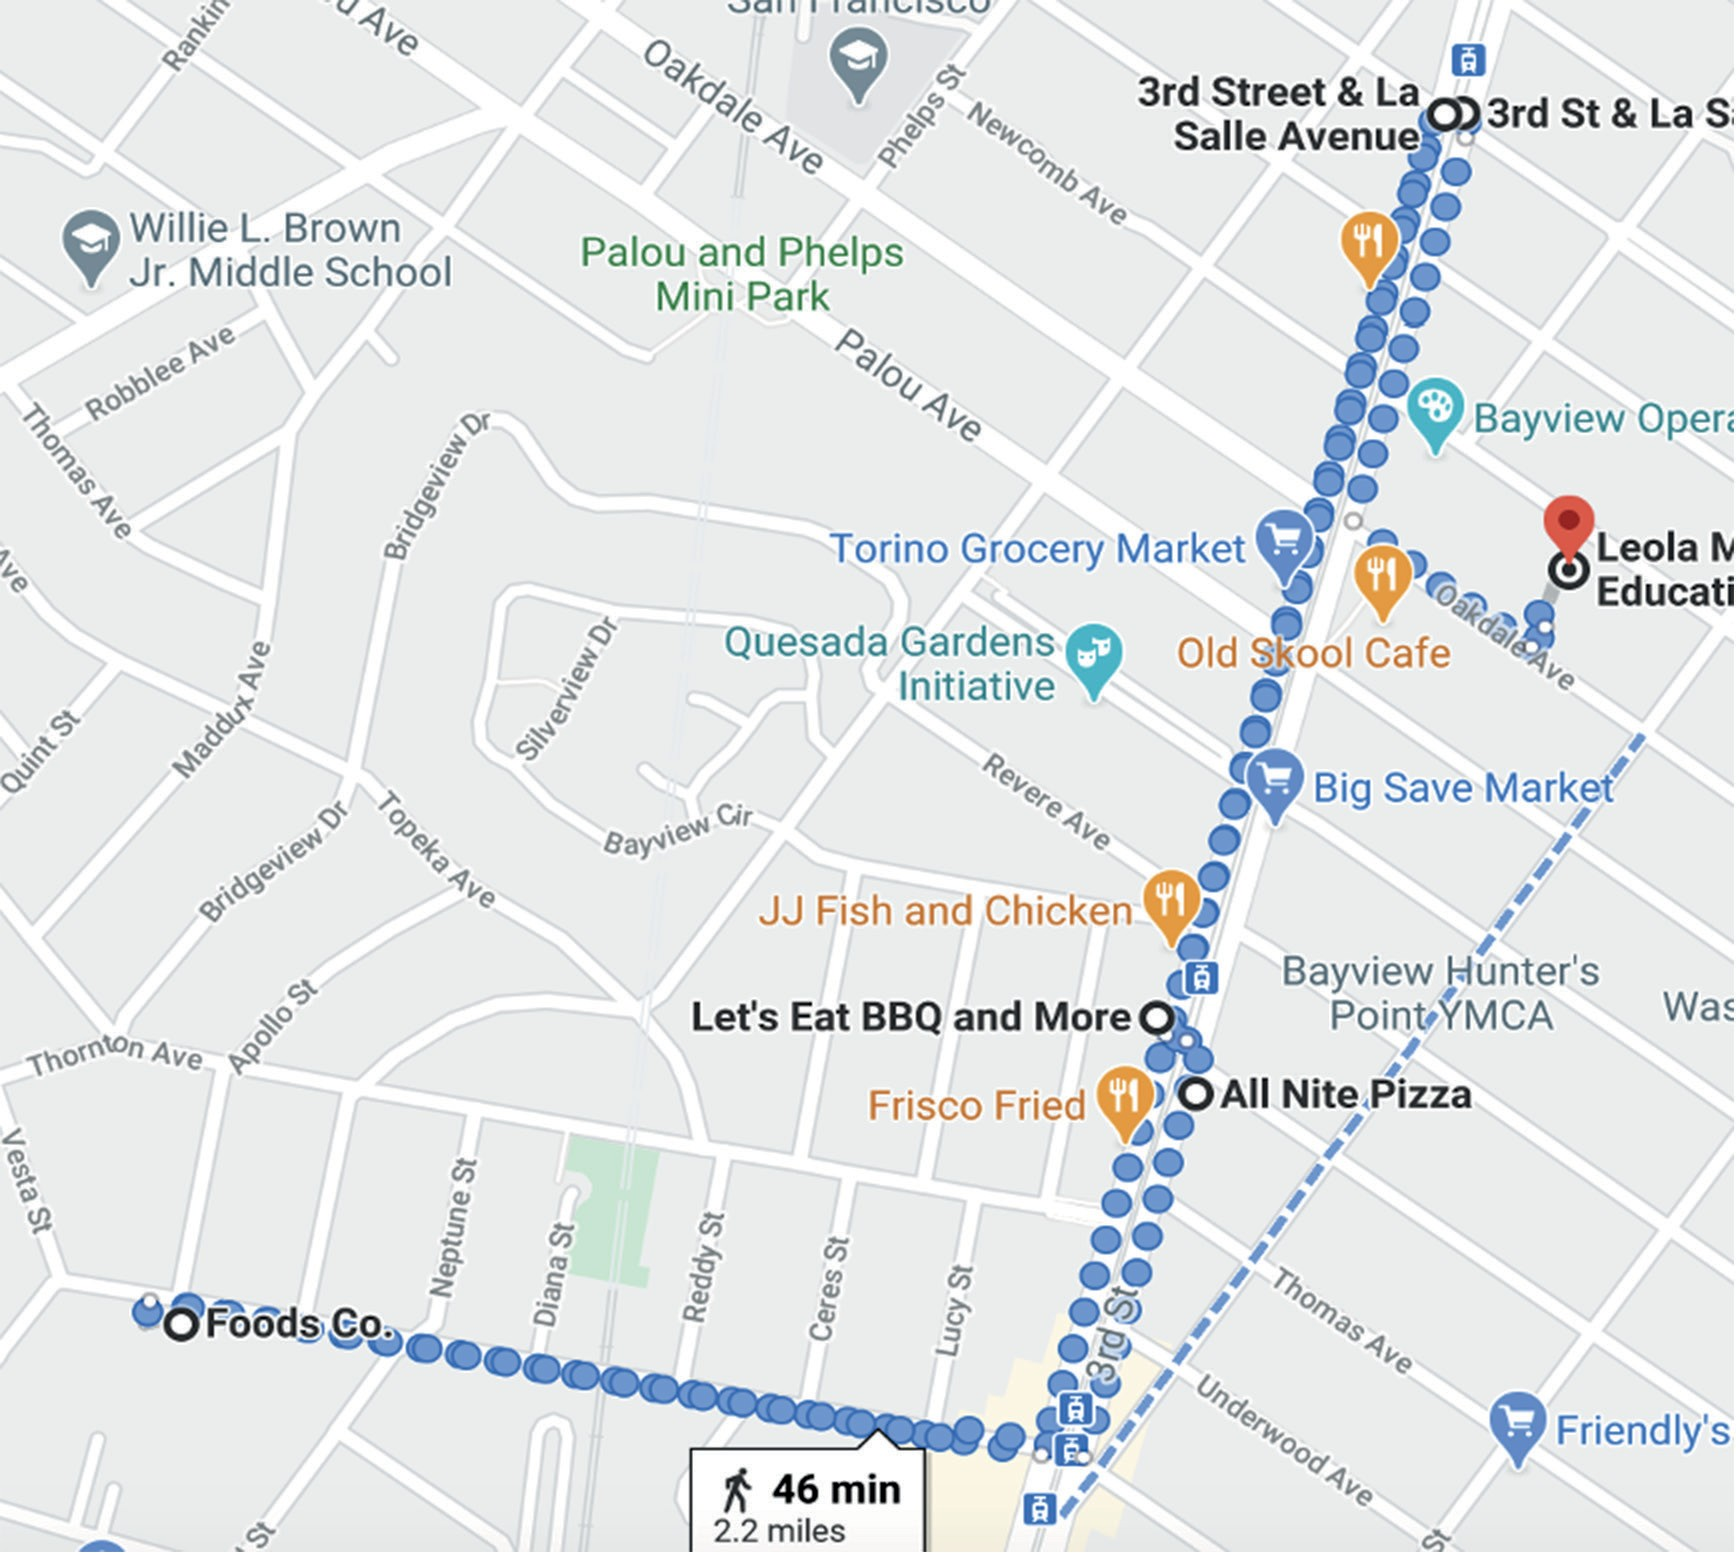 San Francisco
Rankin
Ave
Oakdale Ave
Phelps St
Newcomb Ave
3rd Street & La
Salle Avenue
3rd St & La Sa
Willie L. Brown
Jr. Middle School
Palou and Phelps
Mini Park
Robblee Ave
Palou Ave
Thomas Ave
Bridgeview Dr
Bayview Opera
Torino Grocery Market
Leola M
Educati
Ave
Oakdale Ave
Old Skool Cafe
Quesada Gardens
Initiative
Silverview Dr
Maddux Ave
Quint St
Revere Ave
Big Save Market
Bayview Cir
Topeka Ave
Bridgeview Dr
JJ Fish and Chicken
Bayview Hunter's
Point YMCA
Was
Let's Eat BBQ and More
Apollo St
Thornton Ave
All Nite Pizza
Frisco Fried
Vesta St
Neptune St
Diana St
Reddy St
Ceres St
Lucy St
3rd St
Thomas Ave
Foods Co.
Underwood Ave
Friendly's
46 min
2.2 miles
St
St